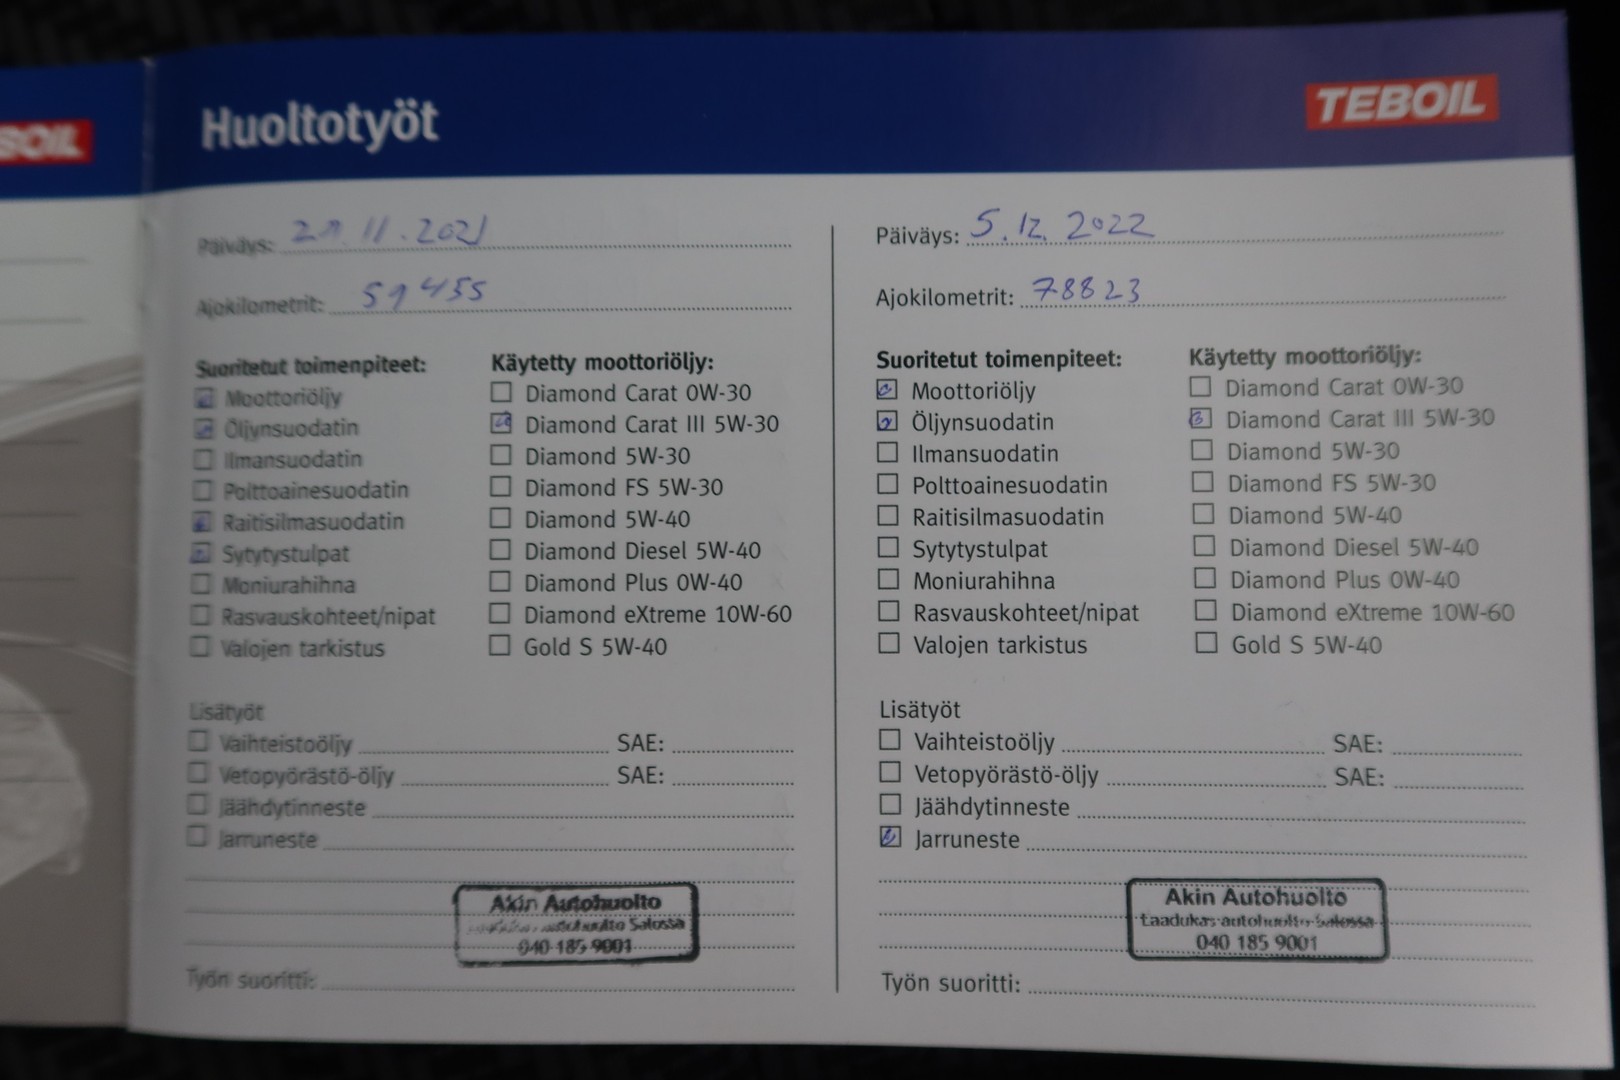 Huoltotyöt
TEBOIL
Päiväys: 11.2021
Ajokilometrit: 59455
Suoritetut toimenpiteet:
Moottoriöljy
Öljynsuodatin
Ilmansuodatin
Polttoainesuodatin
Raitisilmasuodatin
Sytytystulpat
Moniurahihna
Rasvauskohteet/nipat
Valojen tarkistus
Käytetty moottoriöljy:
Diamond Carat 0W-30
Diamond Carat III 5W-30
Diamond 5W-30
Diamond FS 5W-30
Diamond 5W-40
Diamond Diesel 5W-40
Diamond Plus 0W-40
Diamond eXtreme 10W-60
Gold S 5W-40
Lisätyöt
Vaihteistoöljy SAE:
Vetopyörästö-öljy SAE:
Jäähdytinneste
Jarruneste
Akin Autohuolto
autohuolto Salossa
040 185 9001
Työn suoritti:
Päiväys: 5.12.2022
Ajokilometrit: 78823
Suoritetut toimenpiteet:
Moottoriöljy
Öljynsuodatin
Ilmansuodatin
Polttoainesuodatin
Raitisilmasuodatin
Sytytystulpat
Moniurahihna
Rasvauskohteet/nipat
Valojen tarkistus
Käytetty moottoriöljy:
Diamond Carat 0W-30
Diamond Carat III 5W-30
Diamond 5W-30
Diamond FS 5W-30
Diamond 5W-40
Diamond Diesel 5W-40
Diamond Plus 0W-40
Diamond eXtreme 10W-60
Gold S 5W-40
Lisätyöt
Vaihteistoöljy SAE:
Vetopyörästö-öljy SAE:
Jäähdytinneste
Jarruneste
Akin Autohuolto
Laadukas autohuolto Salossa
040 185 9001
Työn suoritti: